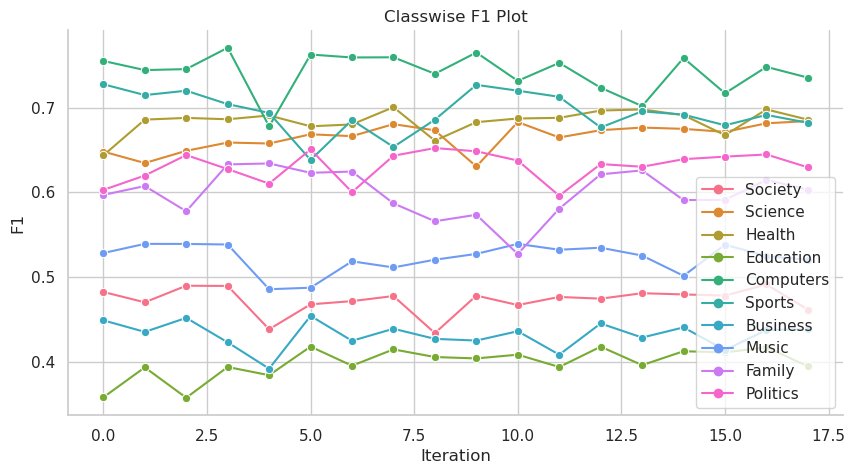 Classwise F1 Plot
F1
0.7
0.6
0.5
0.4
0.0
2.5
5.0
7.5
10.0
12.5
15.0
17.5
Iteration
Society
Science
Health
Education
Computers
Sports
Business
Music
Family
Politics